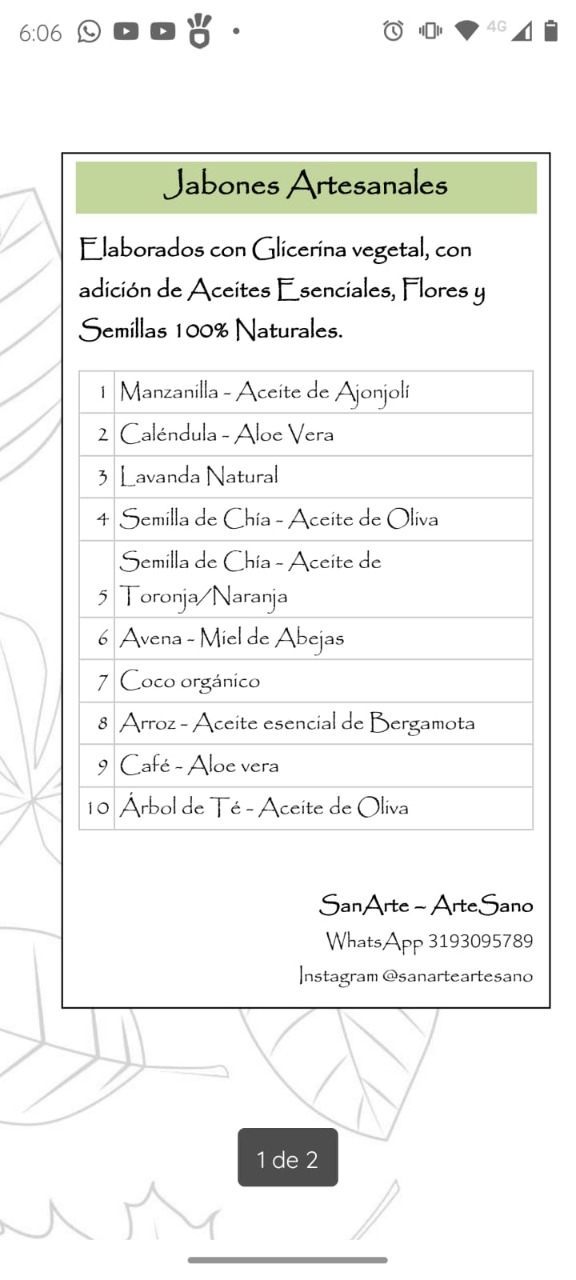 6:06
4G
Jabones Artesanales
Elaborados con Glicerina vegetal, con
adición de Aceites Esenciales, Flores y
Semillas 100% Naturales.
1 Manzanilla - Aceite de Ajonjolí
2 Caléndula - Aloe Vera
3 Lavanda Natural
4 Semilla de Chía - Aceite de Oliva
Semilla de Chía - Aceite de
5 Toronja/Naranja
6 Avena - Miel de Abejas
7 Coco orgánico
8 Arroz - Aceite esencial de Bergamota
9 Café - Aloe vera
10 Árbol de Té - Aceite de Oliva
SanArte – ArteSano
WhatsApp 3193095789
Instagram @sanarteartesano
1 de 2